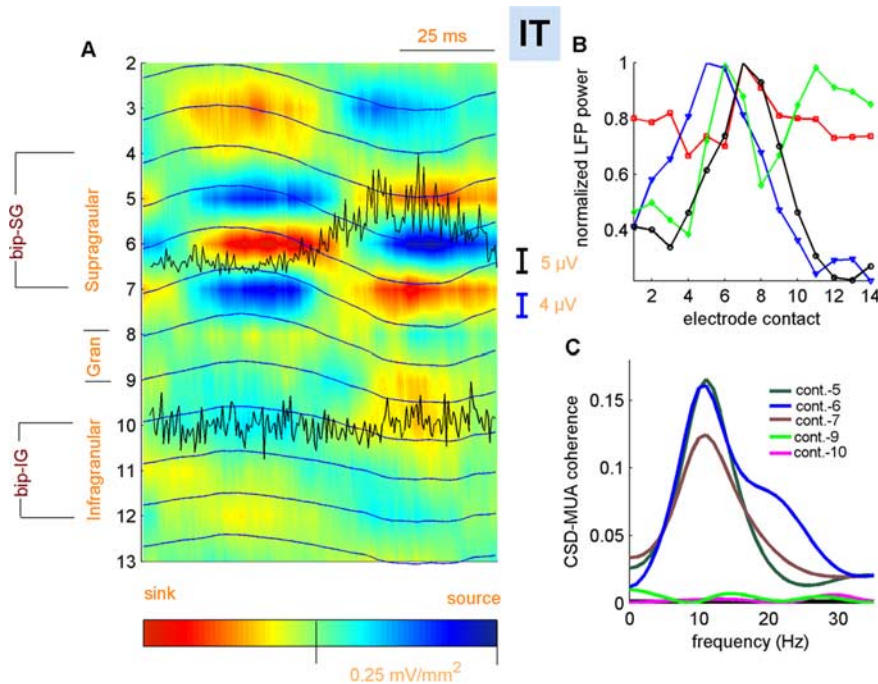 IT
A
25 ms
2
3
4
5
6
7
8
9
10
11
12
13
bip-SG
Supragraular
Gran
bip-IG
Infragranular
sink
source
0.25 mV/mm²
5 µV
4 µV
B
normalized LFP power
1
0.8
0.6
0.4
2 4 6 8 10 12 14
electrode contact
C
CSD-MUA coherence
0.15
0.1
0.05
0
cont.-5
cont.-6
cont.-7
cont.-9
cont.-10
0 10 20 30
frequency (Hz)